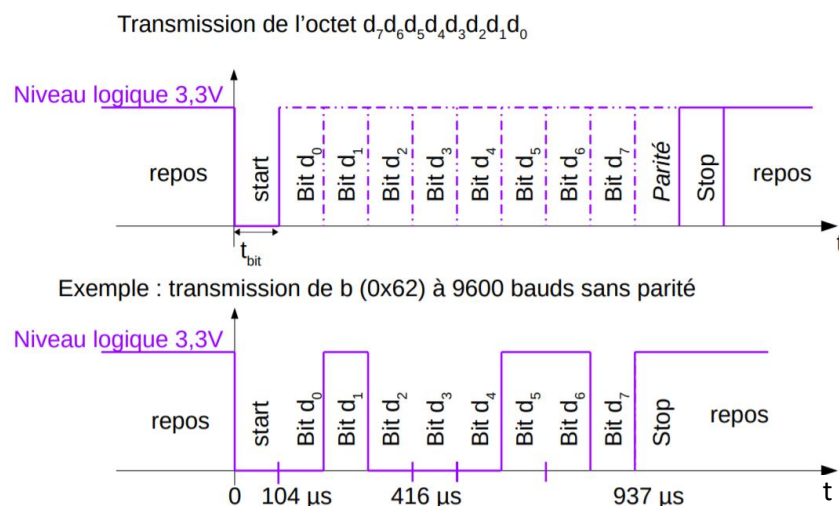 Transmission de l'octet d₇d₆d₅d₄d₃d₂d₁d₀
Niveau logique 3,3V
repos
start
Bit d₀
Bit d₁
Bit d₂
Bit d₃
Bit d₄
Bit d₅
Bit d₆
Bit d₇
Parité
Stop
repos
t
t_bit
Exemple : transmission de b (0x62) à 9600 bauds sans parité
Niveau logique 3,3V
repos
start
Bit d₀
Bit d₁
Bit d₂
Bit d₃
Bit d₄
Bit d₅
Bit d₆
Bit d₇
Stop
repos
0 104 µs 416 µs 937 µs t